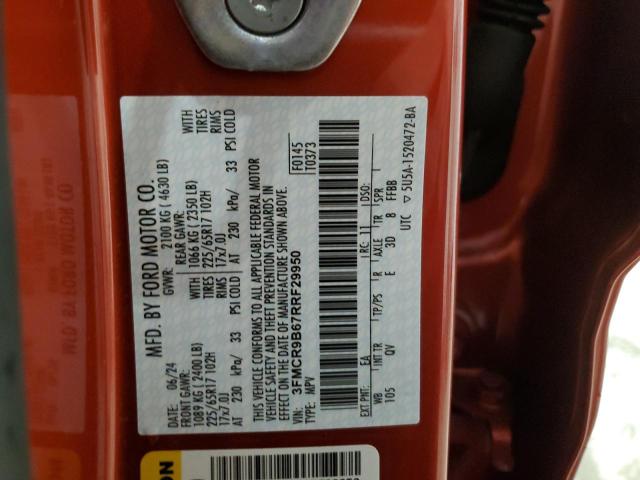 MFD. BY FORD MOTOR CO.
DATE: 06/24 GVWR: 2100 KG ( 4630 LB)
FRONT GAWR: REAR GAWR: WITH
1089 KG ( 2400 LB) 1066 KG ( 2350 LB) TIRES
225/65R17 102H 225/65R17 102H RIMS
17x7.0J 17x7.0J
AT 230 kPa/ 33 PSI COLD AT 230 kPa/ 33 PSI COLD
THIS VEHICLE CONFORMS TO ALL APPLICABLE FEDERAL MOTOR
VEHICLE SAFETY AND THEFT PREVENTION STANDARDS IN
EFFECT ON THE DATE OF MANUFACTURE SHOWN ABOVE.
VIN: 3FMCR9B67RRF29950
TYPE: MPV
F0145
T0373
EXT PNT: EA RC: 11 DSO:
WB INT TR TP/PS R AXLE TR SPR
105 QV E 3D 8 FFBB
UTC ▽ 5U5A-1520472-BA